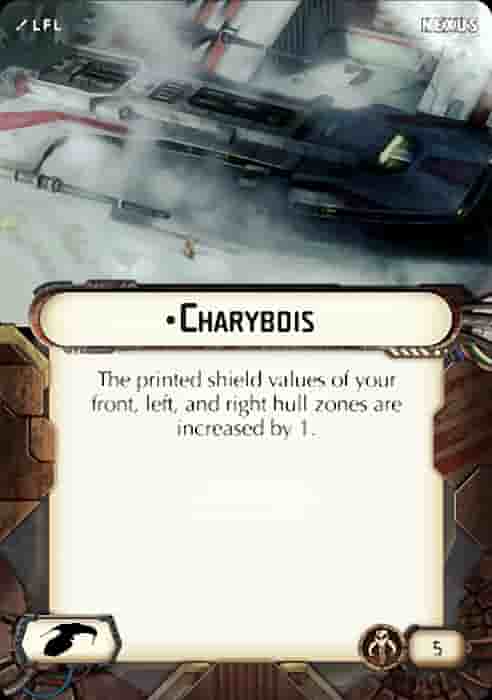 / LFL
NEXUS
•CHARYBDIS
The printed shield values of your
front, left, and right hull zones are
increased by 1.
5